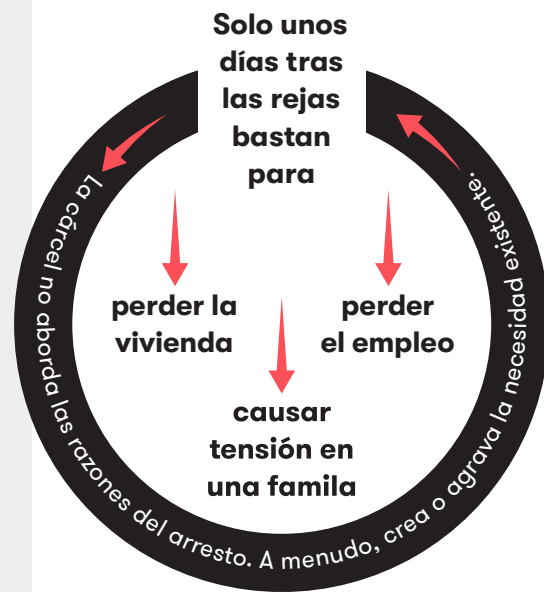 Solo unos
días tras
las rejas
bastan
para
perder la
vivienda
perder
el empleo
causar
tensión en
una famila
La cárcel no aborda las razones del arresto. A menudo, crea o agrava la necesidad existente.